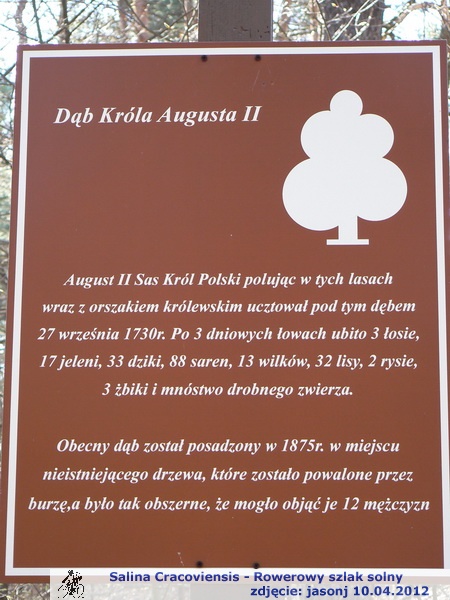 Dąb Króla Augusta II
August II Sas Król Polski polując w tych lasach
wraz z orszakiem królewskim ucztował pod tym dębem
27 września 1730r. Po 3 dniowych łowach ubito 3 łosie,
17 jeleni, 33 dziki, 88 saren, 13 wilków, 32 lisy, 2 rysie,
3 żbiki i mnóstwo drobnego zwierza.
Obecny dąb został posadzony w 1875r. w miejscu
nieistniejącego drzewa, które zostało powalone przez
burzę,a było tak obszerne, że mogło objąć je 12 mężczyzn
Salina Cracoviensis - Rowerowy szlak solny
zdjęcie: jasonj 10.04.2012